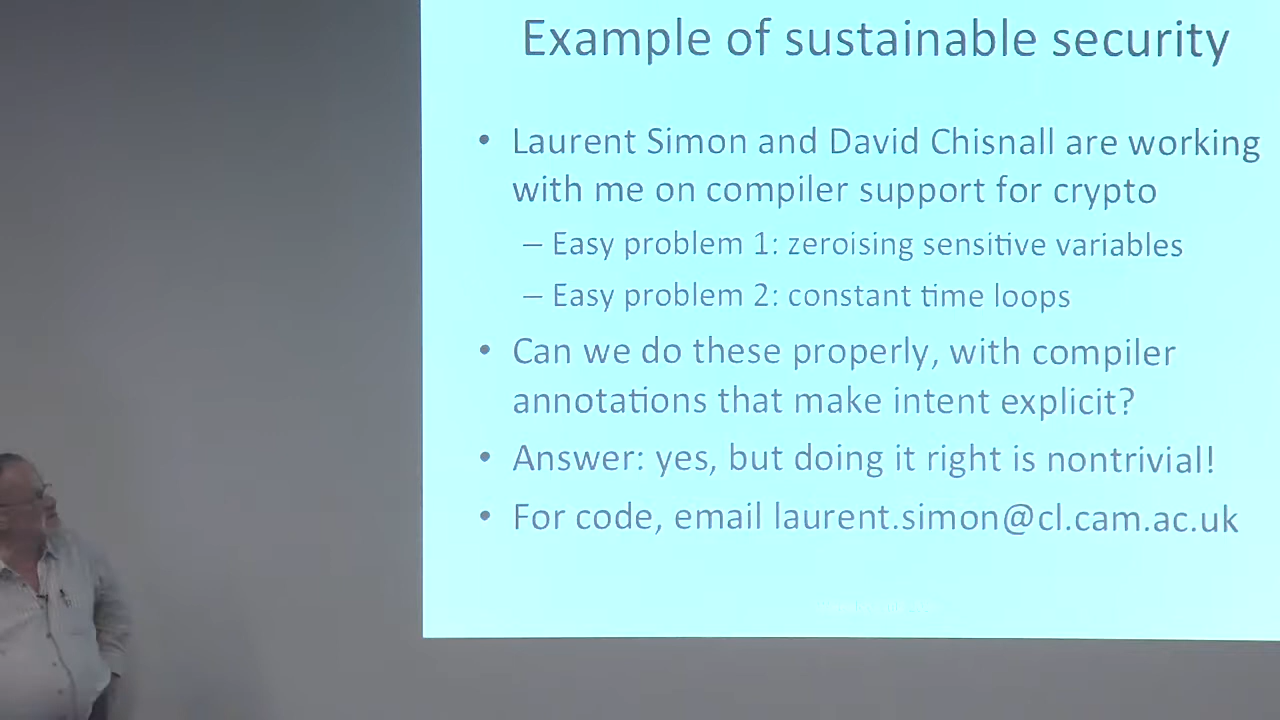 Example of sustainable security
• Laurent Simon and David Chisnall are working
with me on compiler support for crypto
– Easy problem 1: zeroising sensitive variables
– Easy problem 2: constant time loops
• Can we do these properly, with compiler
annotations that make intent explicit?
• Answer: yes, but doing it right is nontrivial!
• For code, email laurent.simon@cl.cam.ac.uk